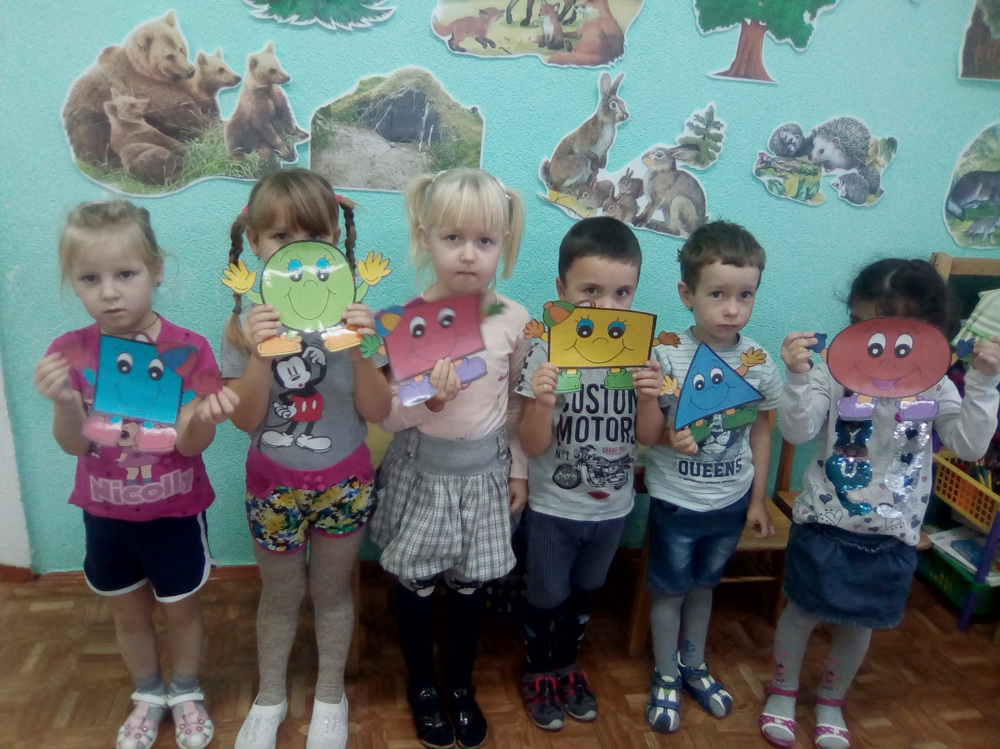 Nicolly
CUSTOM
MOTORS
Nº1
GRAND PRIX
QUEENS